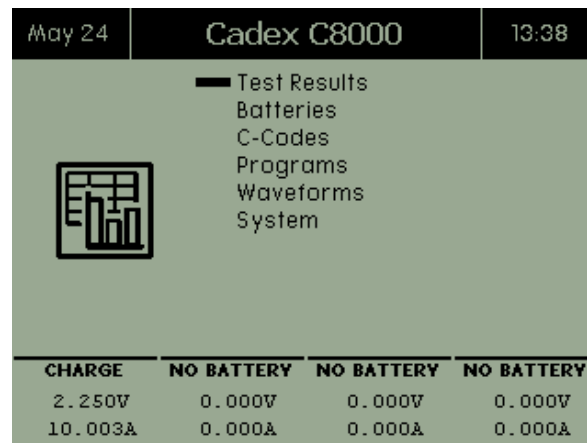 May 24 Cadex C8000 13:38
Test Results
Batteries
C-Codes
Programs
Waveforms
System
CHARGE NO BATTERY NO BATTERY NO BATTERY
2.250V 0.000V 0.000V 0.000V
10.003A 0.000A 0.000A 0.000A